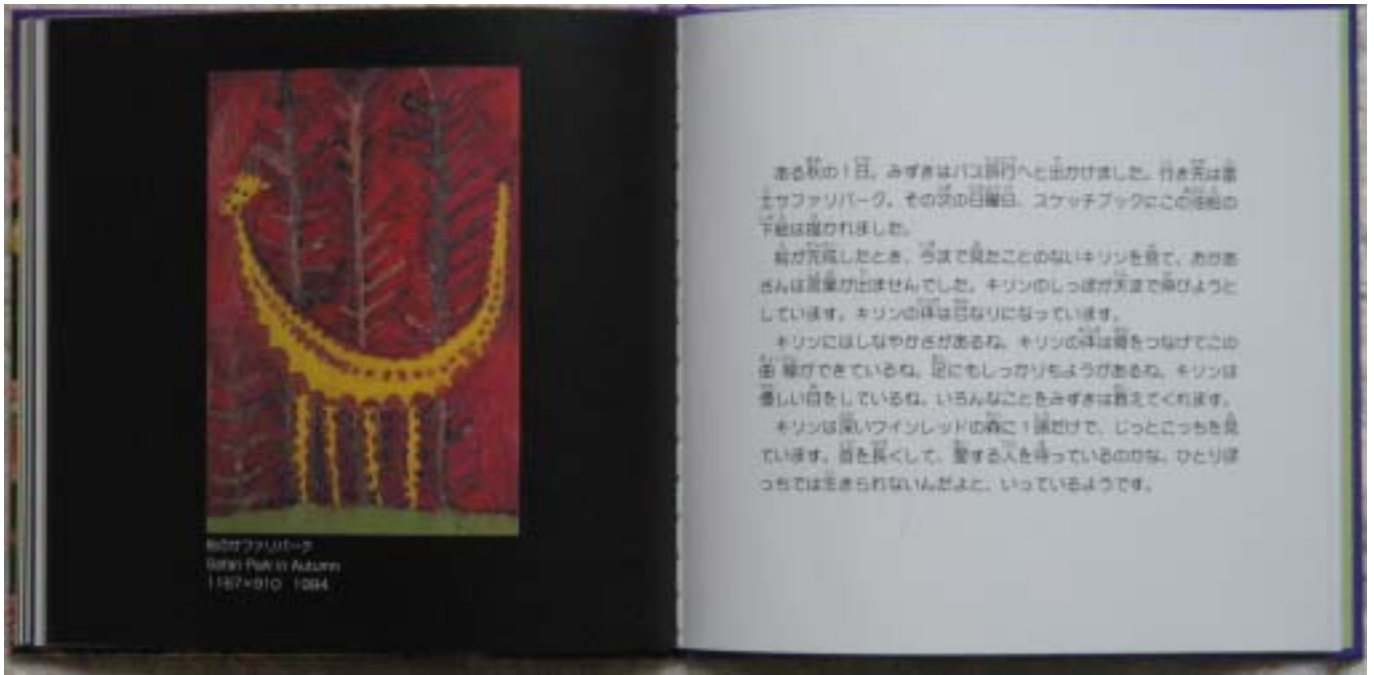 秋のサファリパーク
Safari Park in Autumn
1167×910 1994
ある秋の1日。みずきはバス旅行へと出かけました。行き先は富
士サファリパーク。その次の日曜日、スケッチブックにこの油絵の
下絵は描かれました。
絵が完成したとき、今まで見たことのないキリンを見て、おかあ
さんは言葉が出ませんでした。キリンのしっぽが天まで伸びようと
しています。キリンの体は弓なりになっています。
キリンにはしなやかさがあるね。キリンの体は骨をつなげてこの
曲線ができているね。足にもしっかりもようがあるね。キリンは
優しい目をしているね。いろんなことをみずきは教えてくれます。
キリンは深いワインレッドの森に1頭だけで、じっとこっちを見
ています。首を長くして、愛する人を待っているのかな。ひとりぼ
っちでは生きられないんだよと、いっているようです。